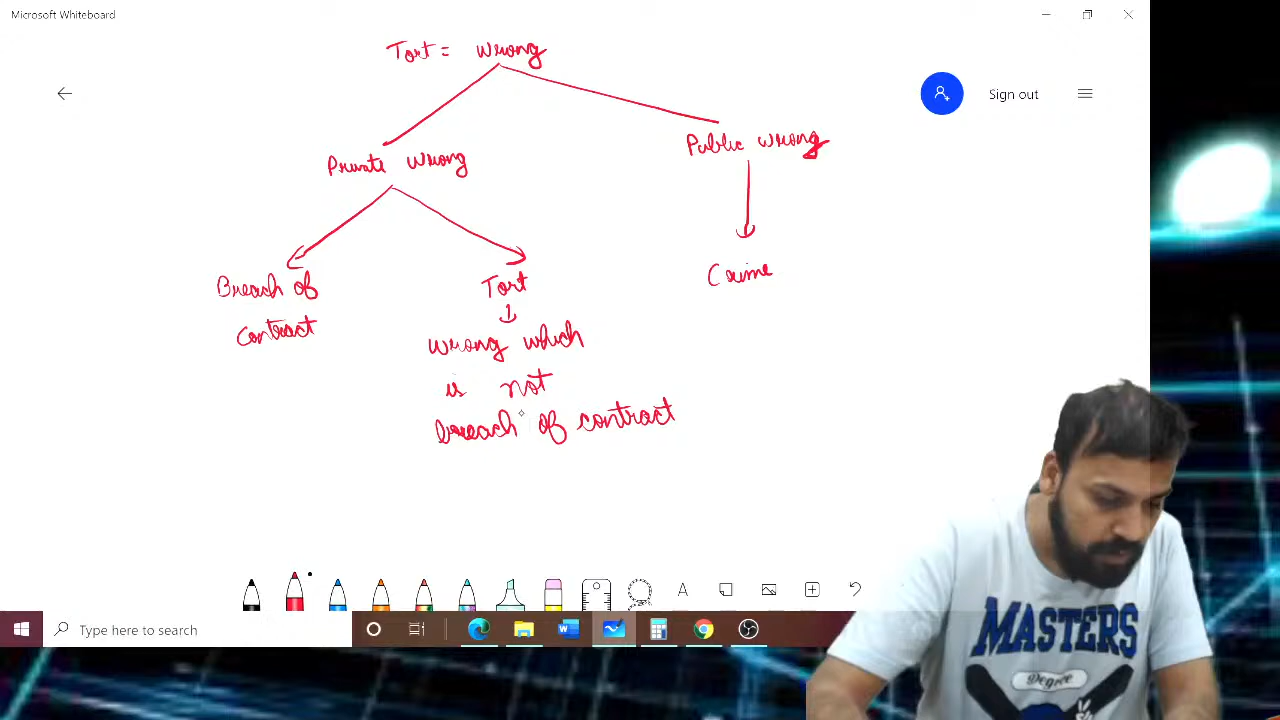 Microsoft Whiteboard
Tort = Wrong
Sign out
Private Wrong
Public wrong
Breach of
contract
Tort
Crime
wrong which
is not
breach of contract
A
Type here to search
MASTERS
Degree